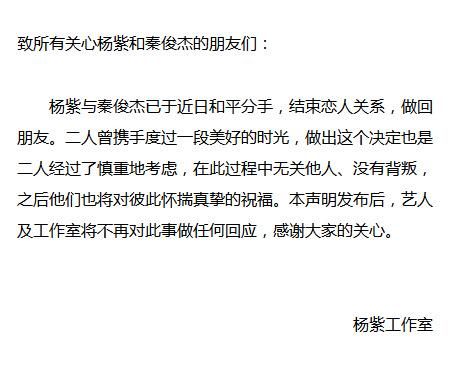 致所有关心杨紫和秦俊杰的朋友们：
杨紫与秦俊杰已于近日和平分手，结束恋人关系，做回
朋友。二人曾携手度过一段美好的时光，做出这个决定也是
二人经过了慎重地考虑，在此过程中无关他人、没有背叛，
之后他们也将对彼此怀揣真挚的祝福。本声明发布后，艺人
及工作室将不再对此事做任何回应，感谢大家的关心。
杨紫工作室